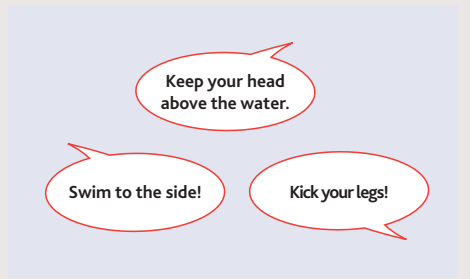 Keep your head
above the water.
Swim to the side!
Kick your legs!